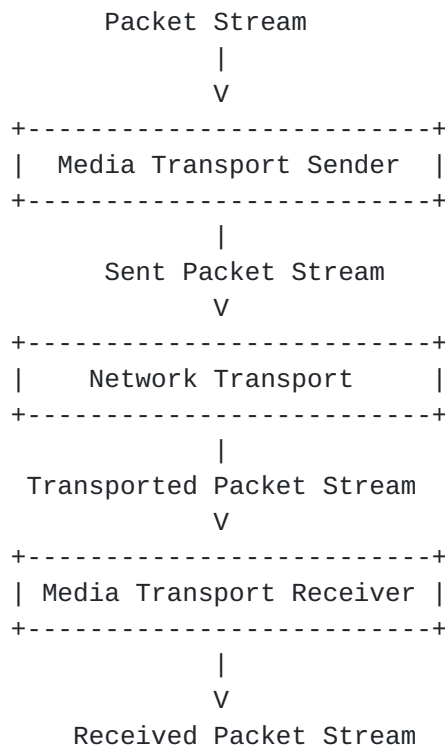 Packet Stream
|
V
+--------------------------+
| Media Transport Sender |
+--------------------------+
|
Sent Packet Stream
V
+--------------------------+
| Network Transport |
+--------------------------+
|
Transported Packet Stream
V
+--------------------------+
| Media Transport Receiver |
+--------------------------+
|
V
Received Packet Stream